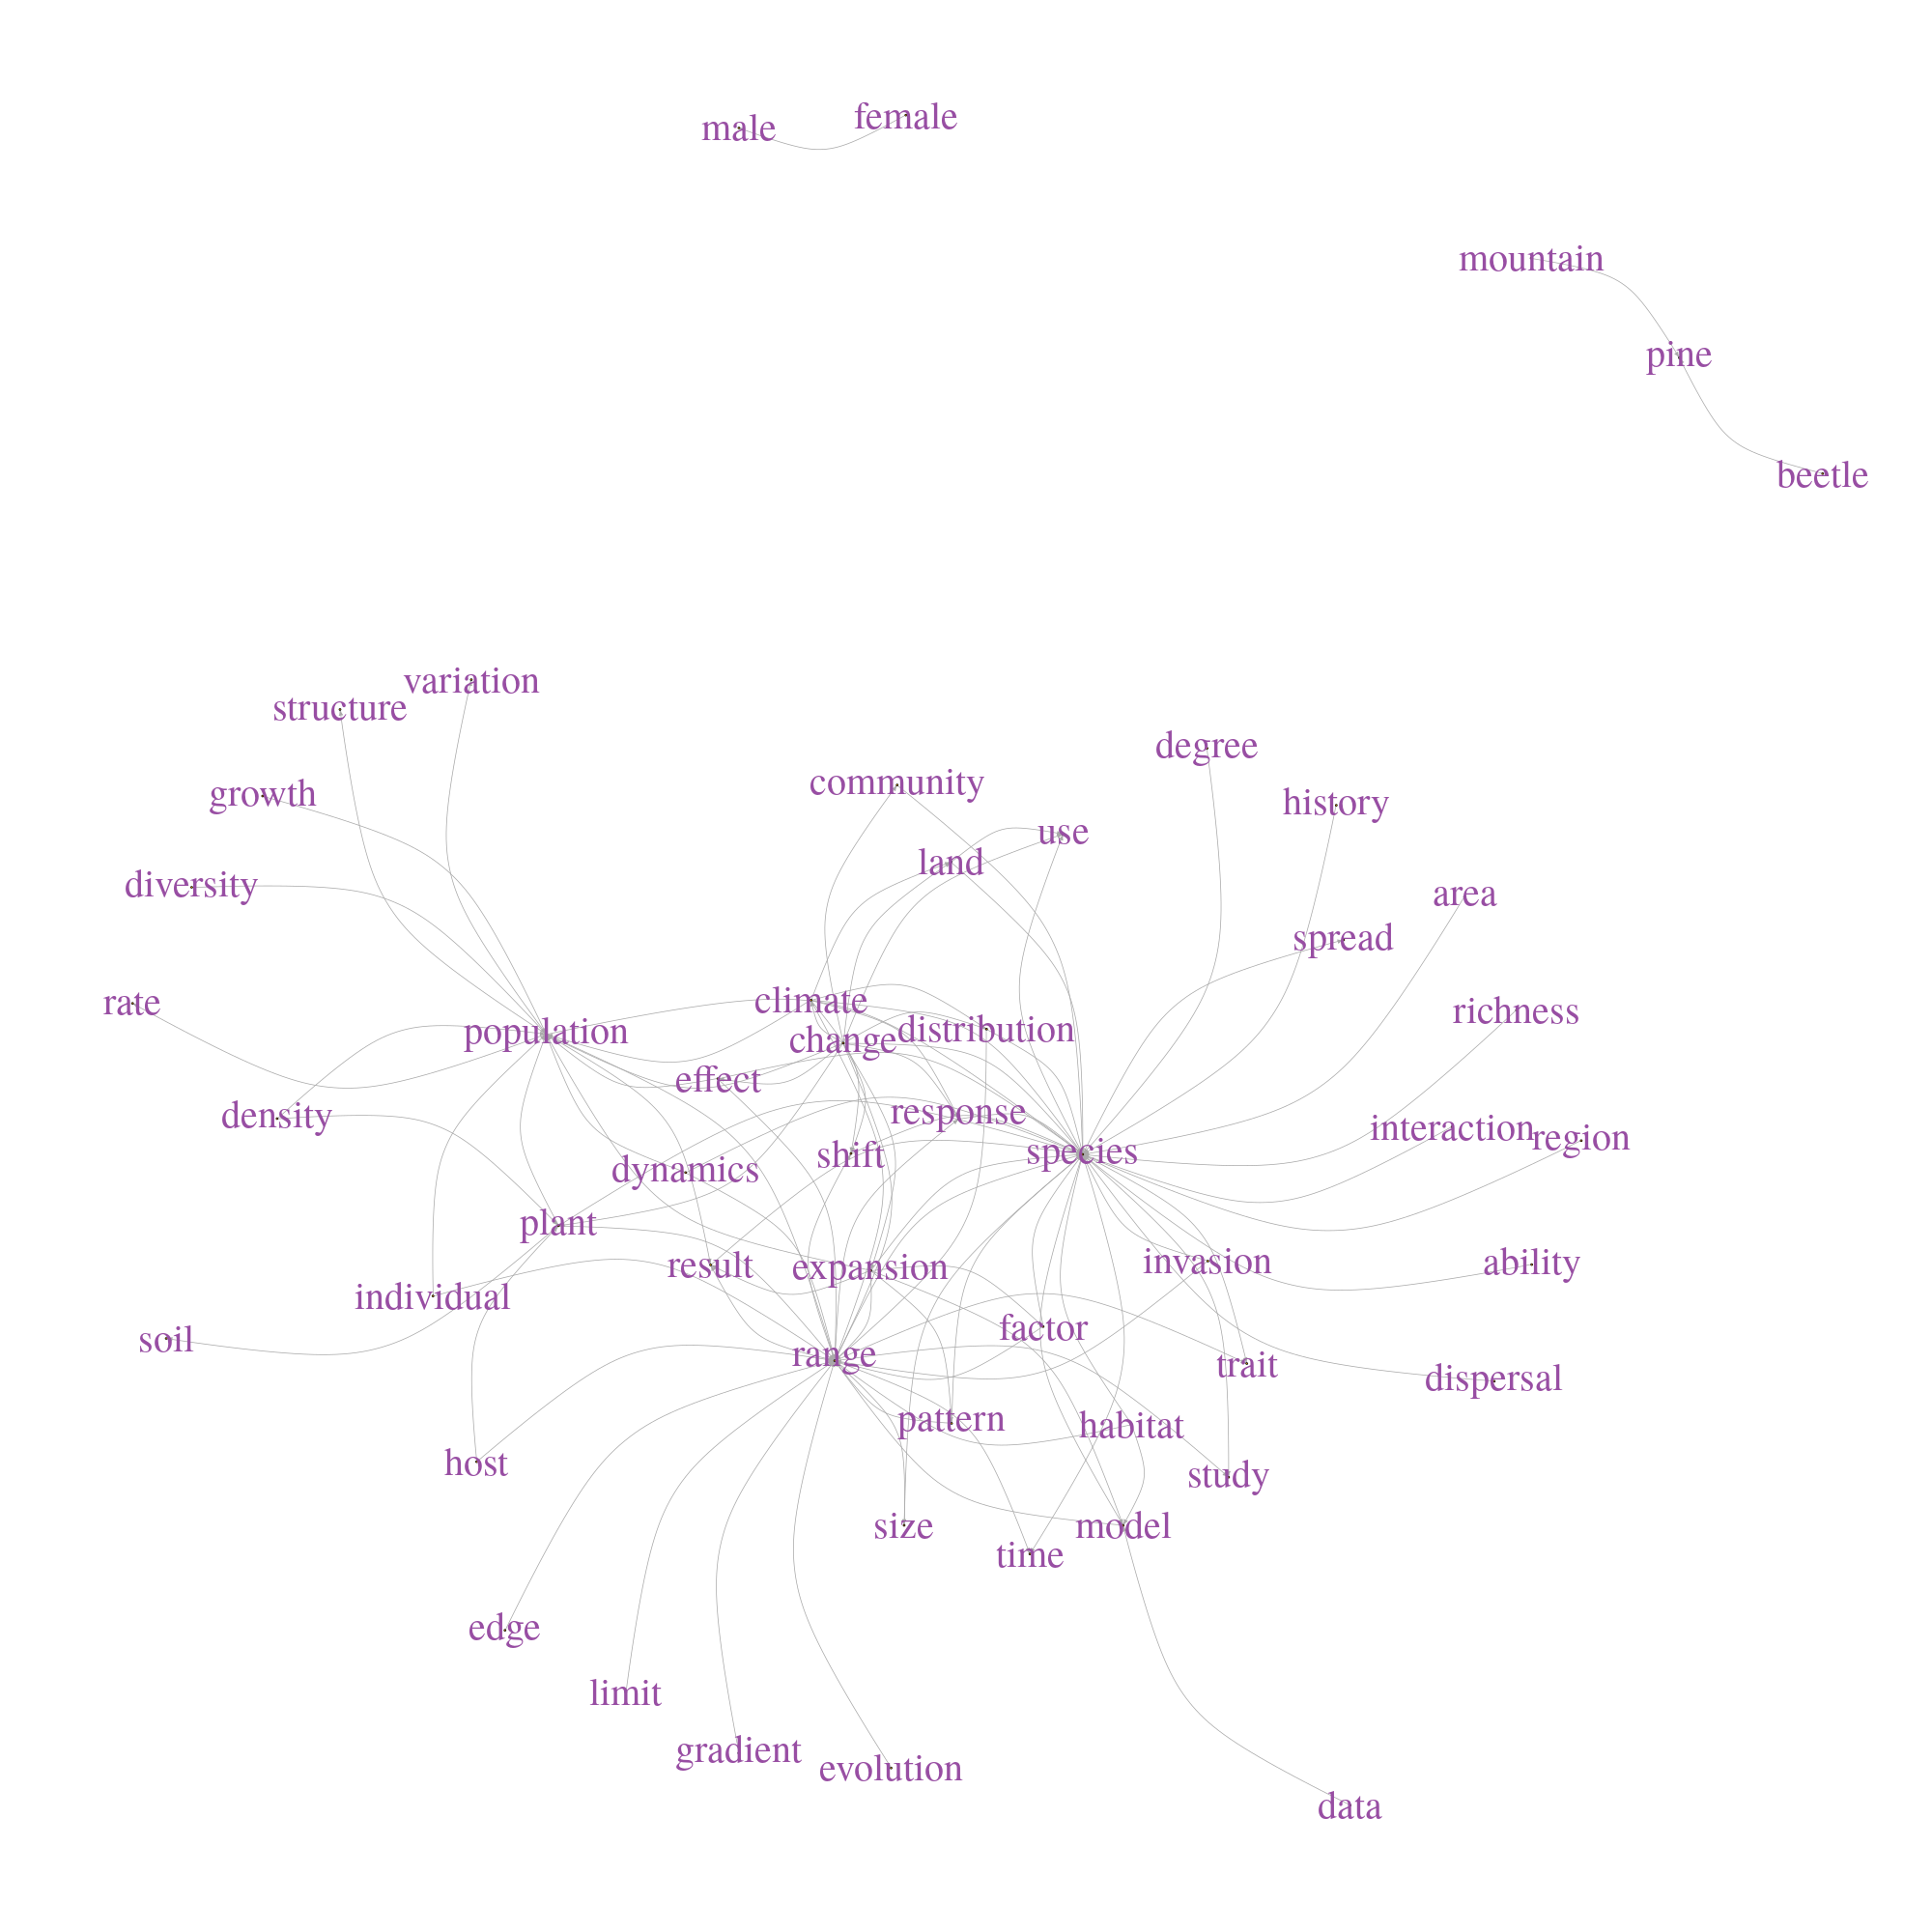 female
male
mountain
pine
beetle
variation
structure
degree
community
growth
history
use
land
diversity
area
spread
climate
rate
richness
population
distribution
change
effect
response
density
interaction
region
species
shift
dynamics
plant
invasion
ability
result
expansion
individual
factor
soil
range
trait
dispersal
pattern
habitat
host
study
size
model
time
edge
limit
gradient
evolution
data